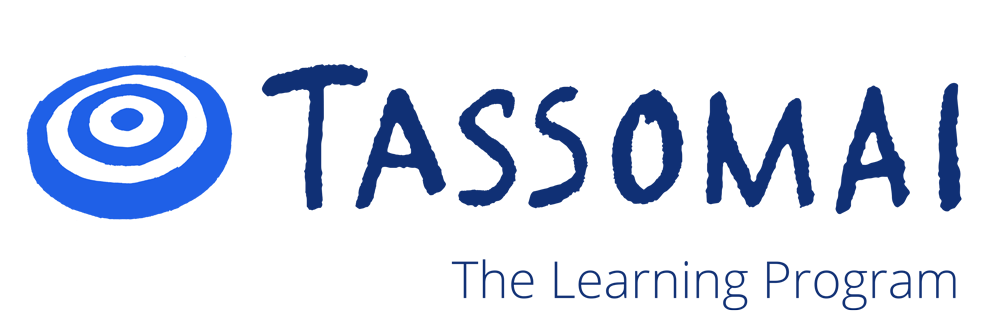 TASSOMAI
The Learning Program